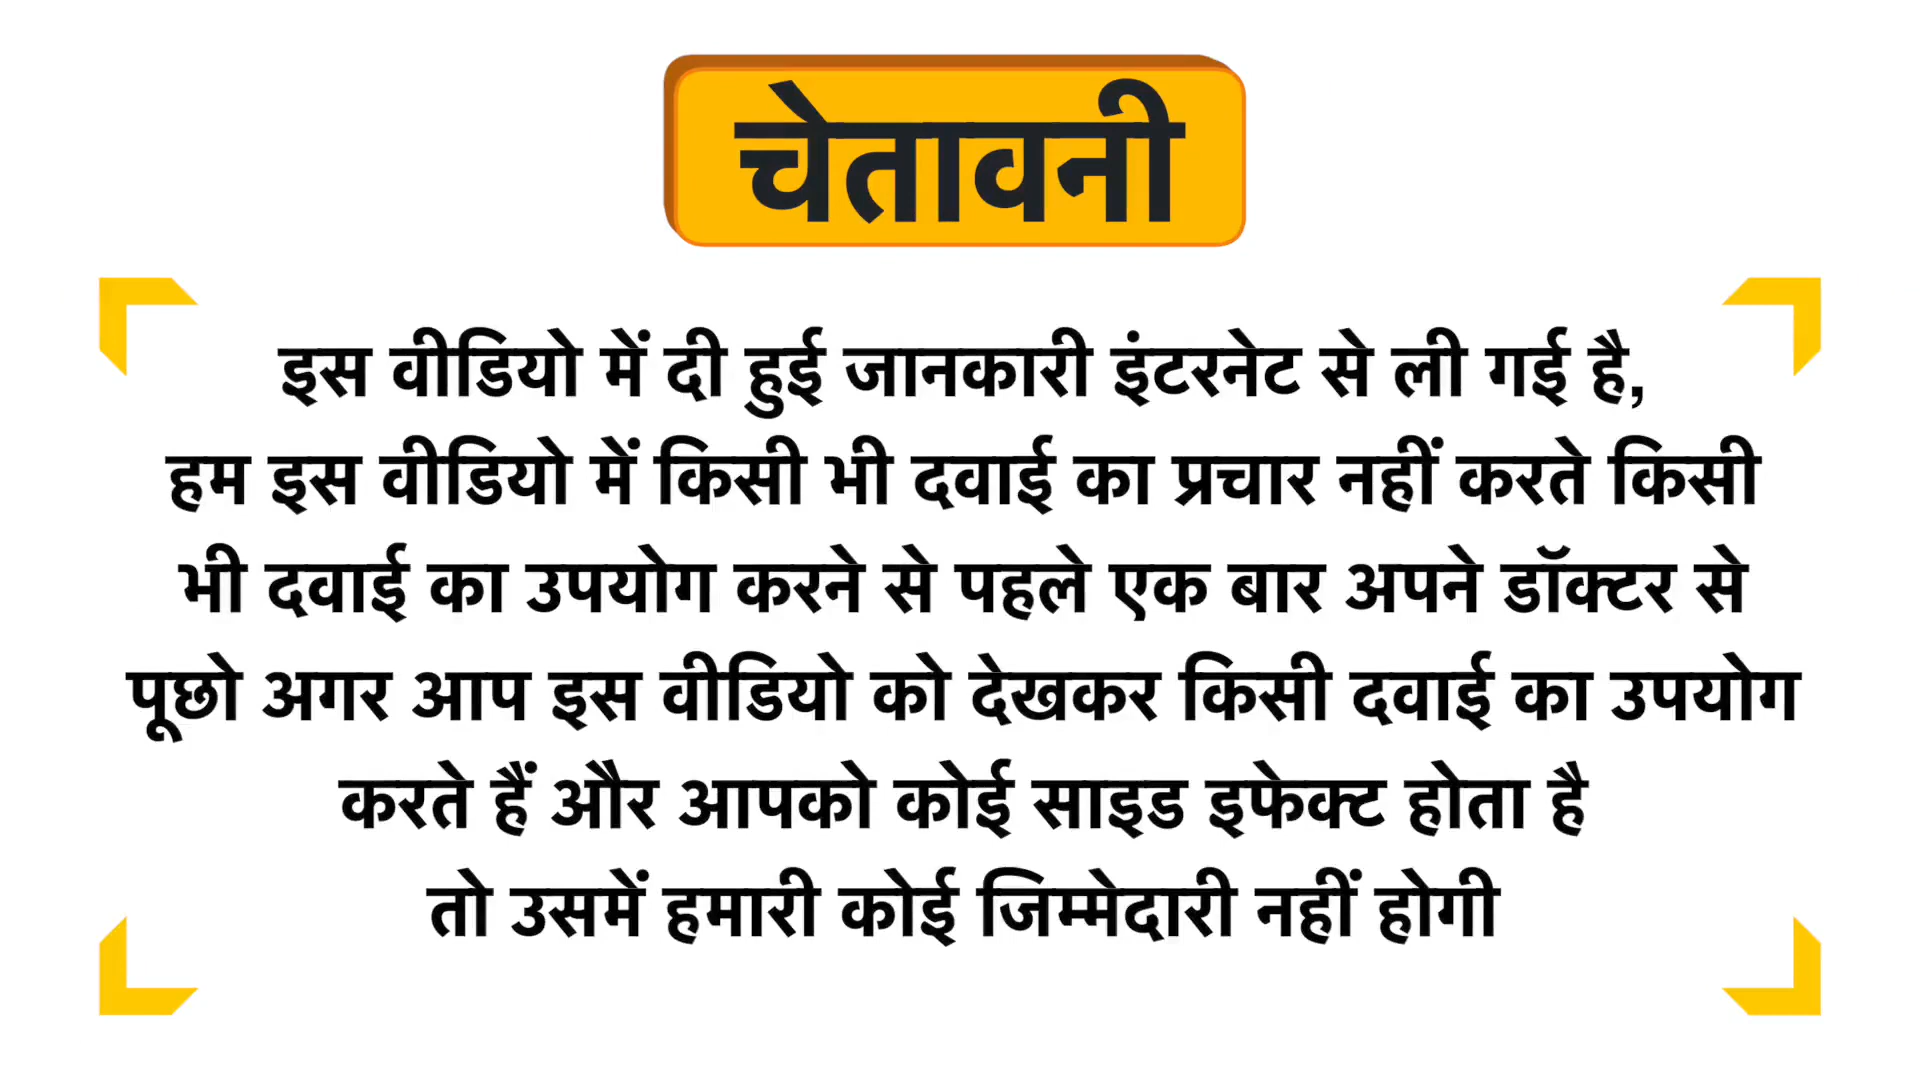 चेतावनी
इस वीडियो में दी हुई जानकारी इंटरनेट से ली गई है,
हम इस वीडियो में किसी भी दवाई का प्रचार नहीं करते किसी
भी दवाई का उपयोग करने से पहले एक बार अपने डॉक्टर से
पूछो अगर आप इस वीडियो को देखकर किसी दवाई का उपयोग
करते हैं और आपको कोई साइड इफेक्ट होता है
तो उसमें हमारी कोई जिम्मेदारी नहीं होगी